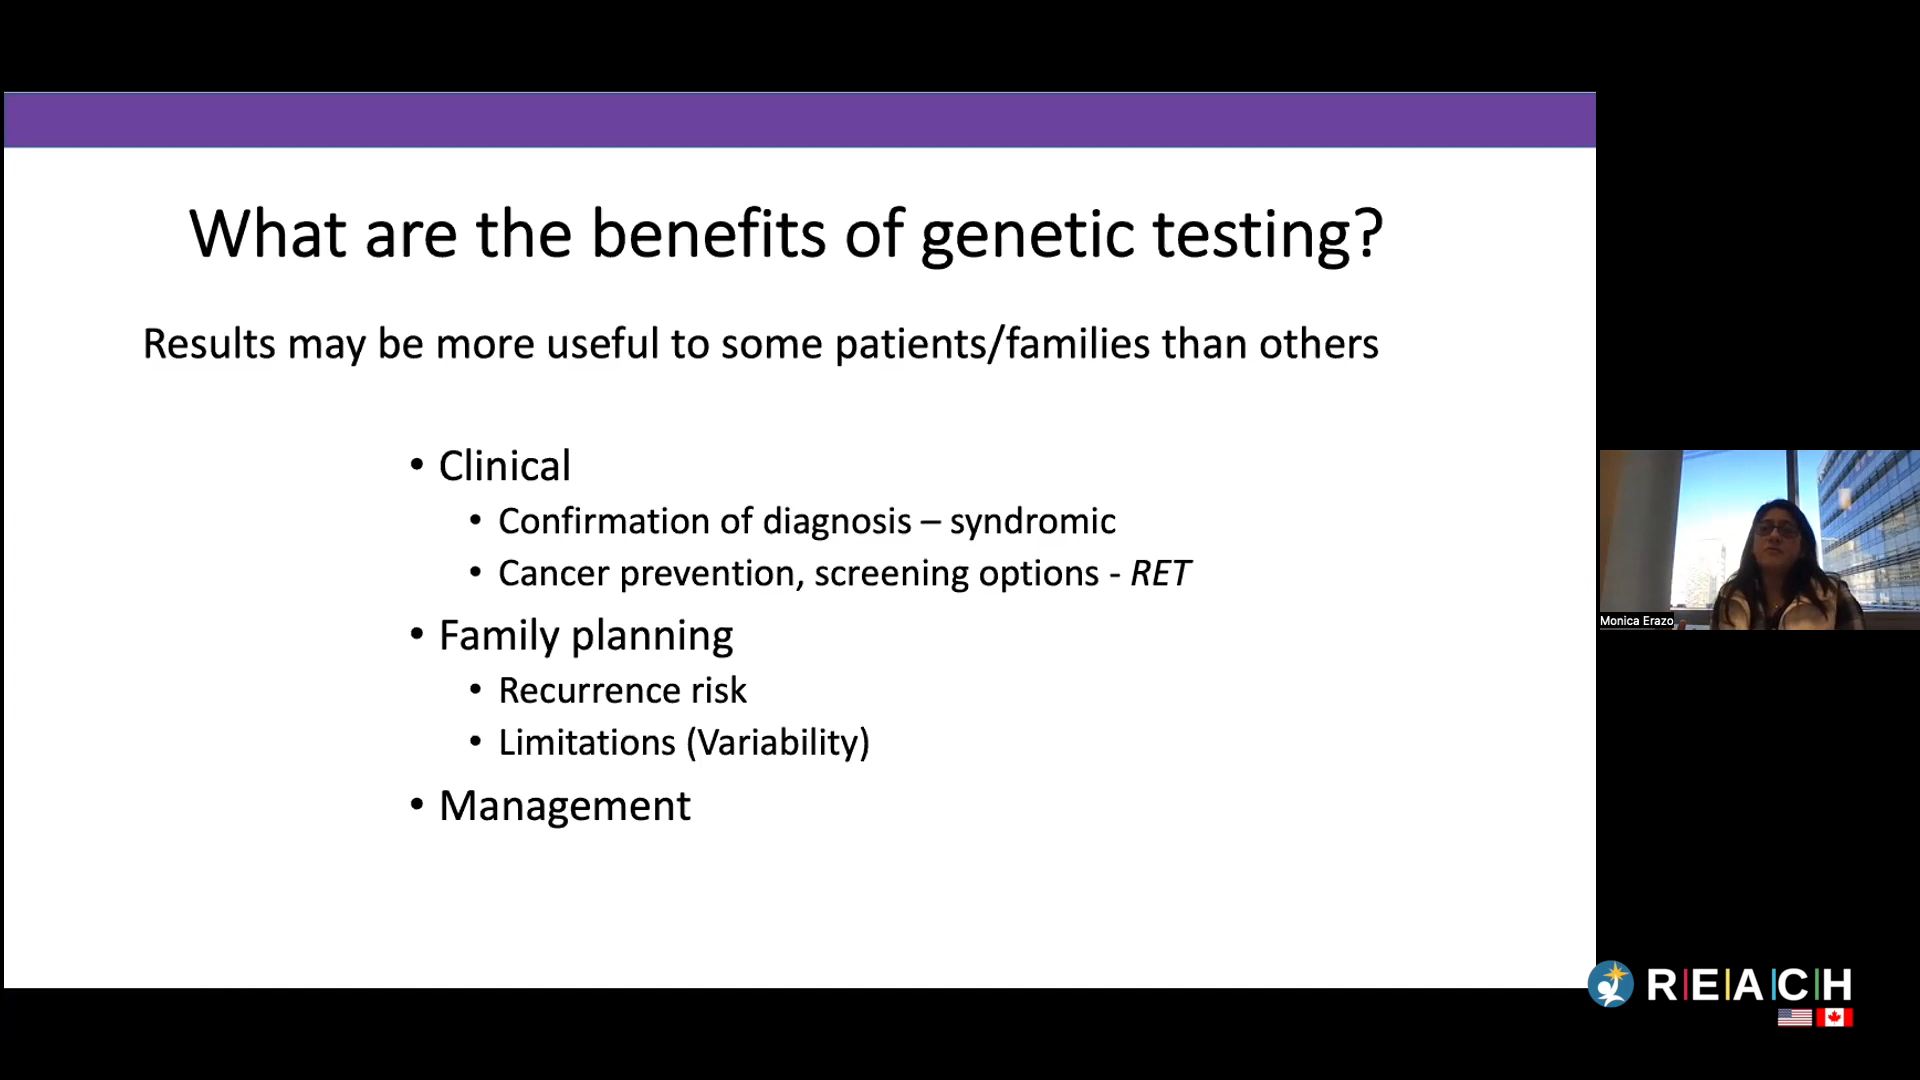 What are the benefits of genetic testing?
Results may be more useful to some patients/families than others
• Clinical
• Confirmation of diagnosis – syndromic
• Cancer prevention, screening options - RET
• Family planning
• Recurrence risk
• Limitations (Variability)
• Management
Monica Erazo
R|E|A|C|H